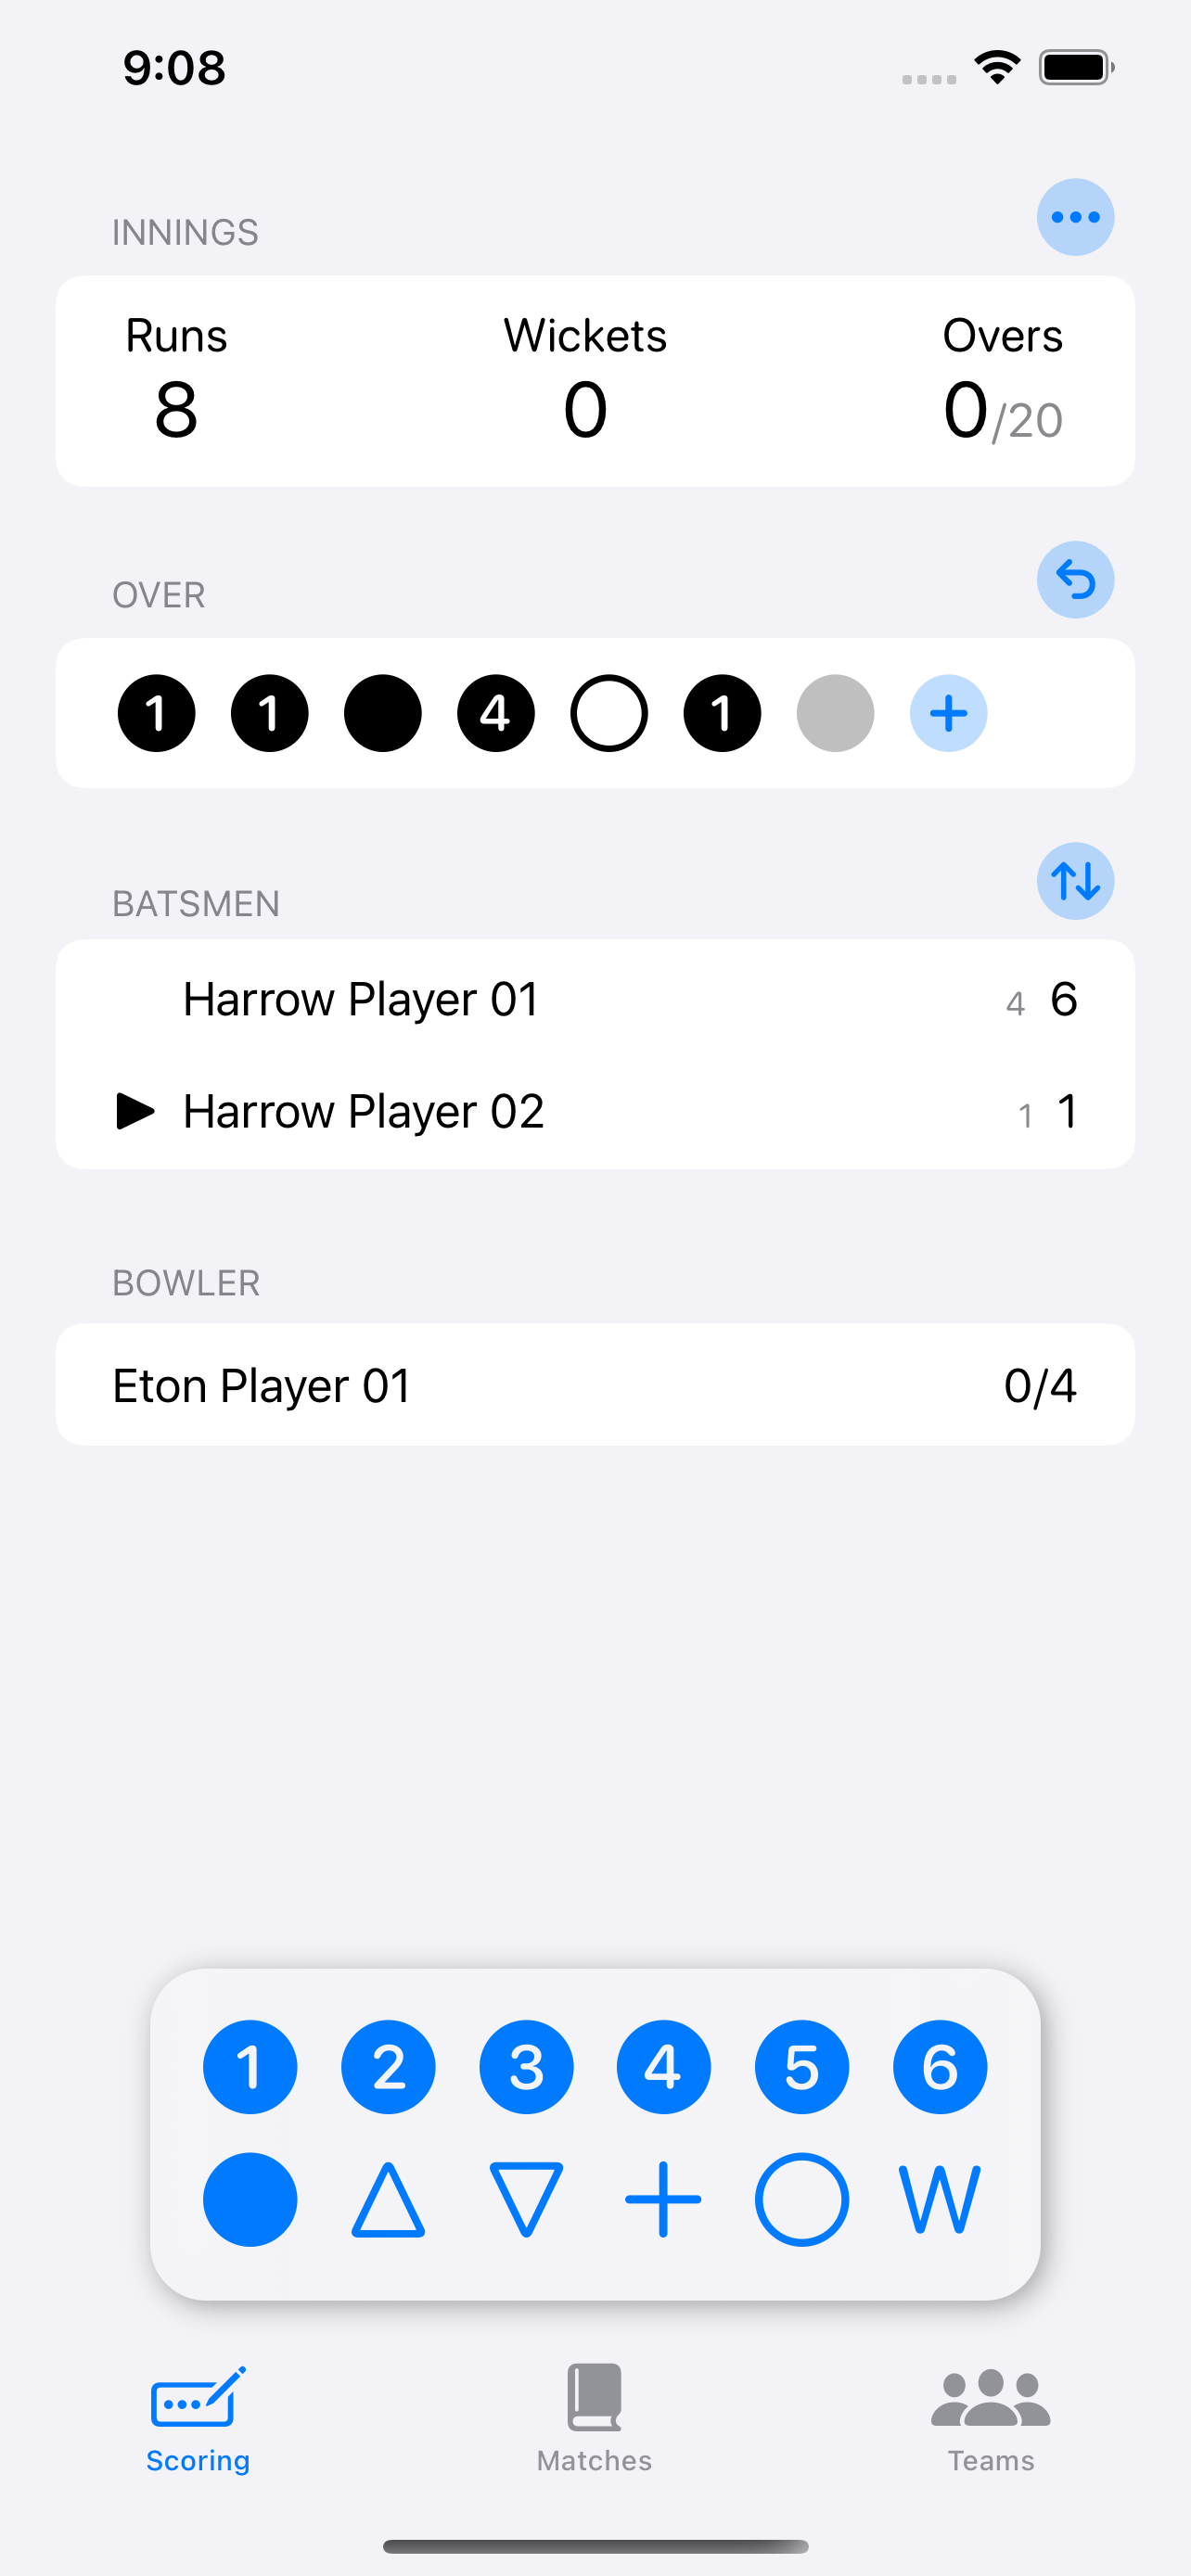 9:08
INNINGS
Runs Wickets Overs
8 0 0/20
OVER
1 1 4 1 +
BATSMEN
Harrow Player 01 4 6
Harrow Player 02 1 1
BOWLER
Eton Player 01 0/4
1 2 3 4 5 6
+ W
Scoring Matches Teams